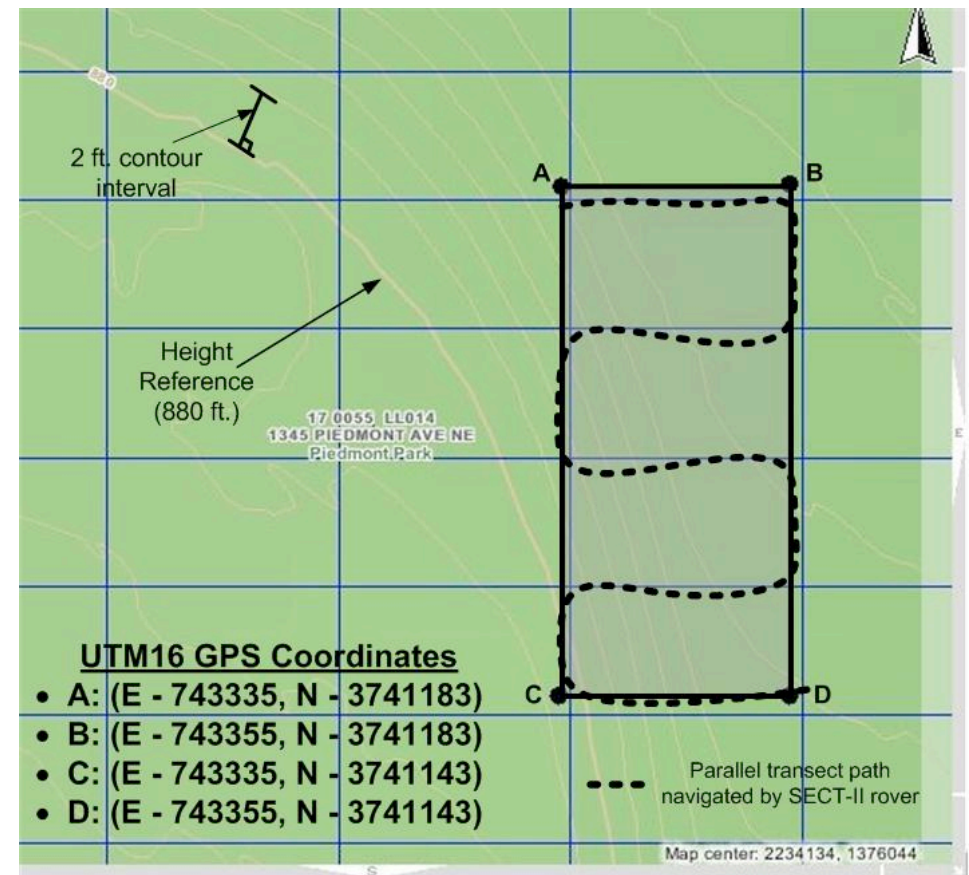 880
2 ft. contour
interval
A
B
Height
Reference
(880 ft.)
17 0055 LL014
1345 PIEDMONT AVE NE
Piedmont Park
E
UTM16 GPS Coordinates
• A: (E - 743335, N - 3741183)
• B: (E - 743355, N - 3741183)
• C: (E - 743335, N - 3741143)
• D: (E - 743355, N - 3741143)
C
D
Parallel transect path
navigated by SECT-II rover
Map center: 2234134, 1376044
S